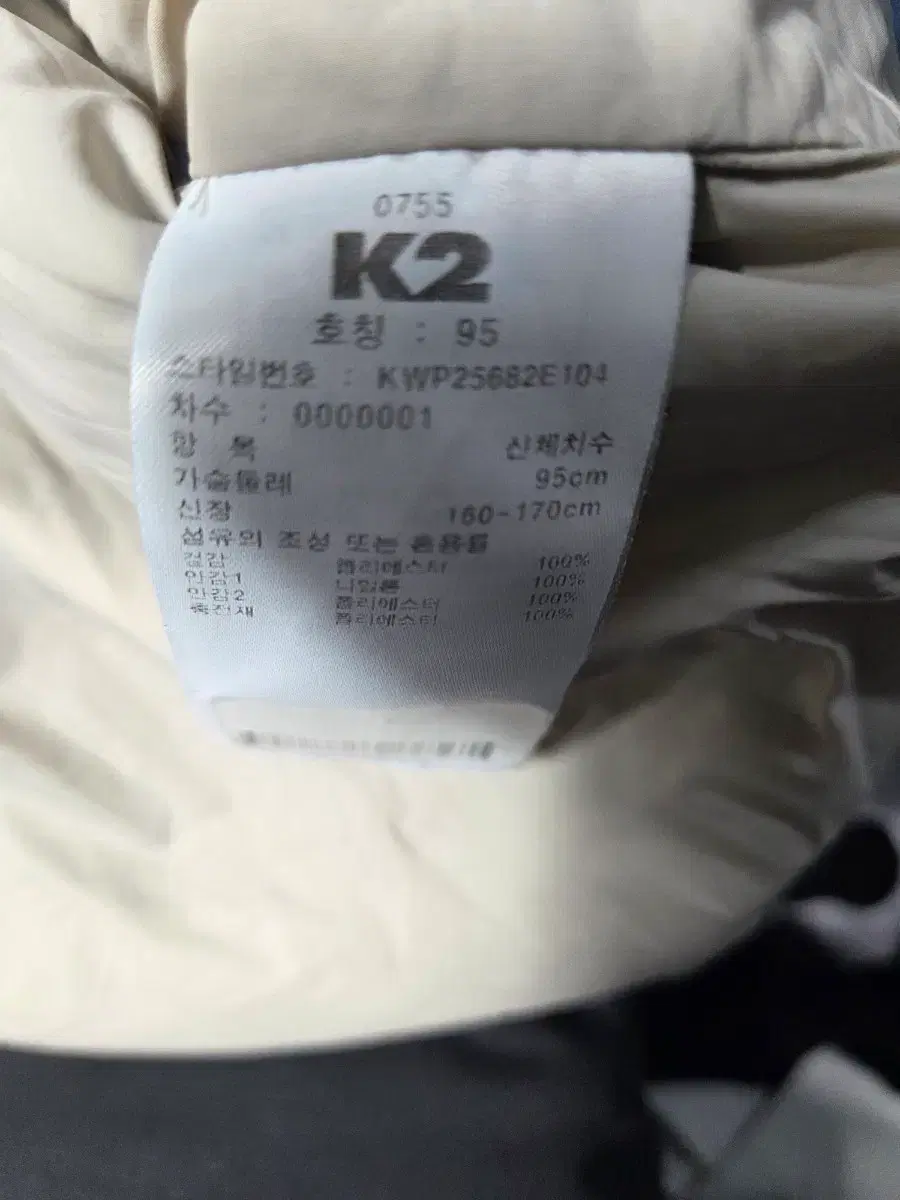 0755
K2
호칭 : 95
스타일번호 : KWP25682E104
차수 : 0000001
항 목 신체치수
가슴둘레 95cm
신장 160-170cm
섬유의 조성 또는 혼용률
겉감 폴리에스터 100%
안감1 나일론 100%
안감2 폴리에스터 100%
충전재 폴리에스터 100%